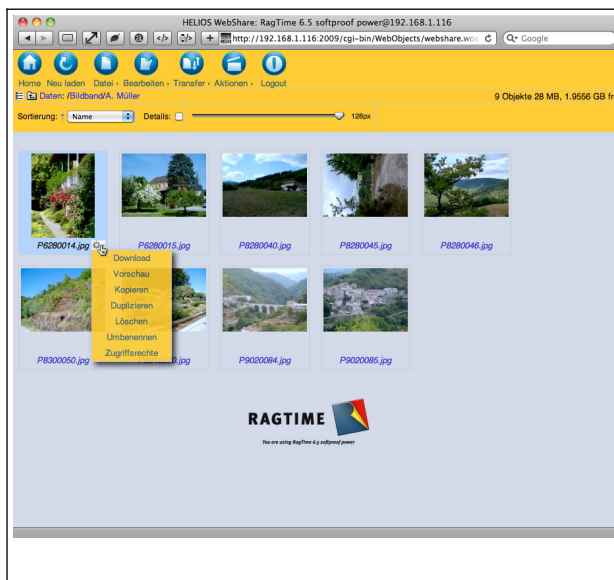 HELIOS WebShare: RagTime 6.5 softproof power@192.168.1.116
http://192.168.1.116:2009/cgi-bin/WebObjects/webshare.wo
Google
Home Neu laden Datei Bearbeiten Transfer Aktionen Logout
Daten: /Bildband/A. Müller
9 Objekte 28 MB, 1.9556 GB fr
Sortierung: ↑ Name Details: 128px
P6280014.jpg P6280015.jpg P8280040.jpg P8280045.jpg P8280046.jpg
Download
Vorschau
Kopieren
Duplizieren
Löschen
Umbenennen
Zugriffsrechte
P8300050.jpg .jpg P9020084.jpg P9020085.jpg
RAGTIME
You are using RagTime 6.5 softproof power